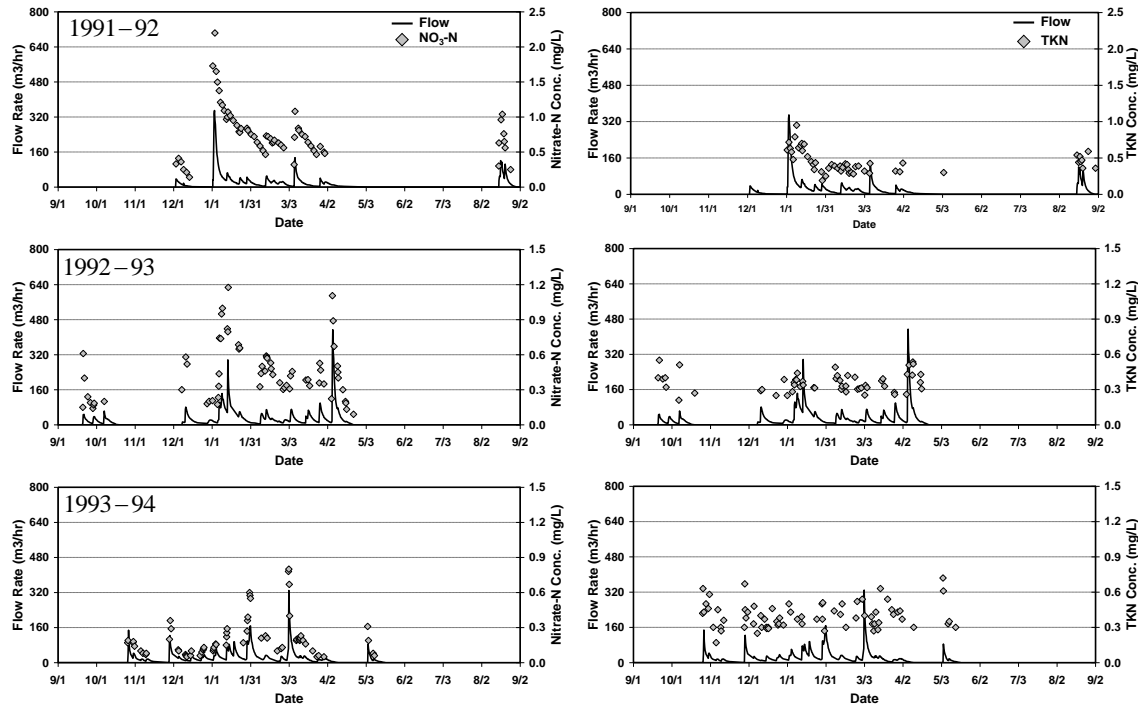 1991–92
Flow
NO3-N
800
640
480
320
160
0
2.5
2.0
1.5
1.0
0.5
0.0
Flow Rate (m3/hr)
Nitrate-N Conc. (mg/L)
9/1 10/1 11/1 12/1 1/1 1/31 3/3 4/2 5/3 6/2 7/3 8/2 9/2
Date
Flow
TKN
800
640
480
320
160
0
2.5
2.0
1.5
1.0
0.5
0.0
Flow Rate (m3/hr)
TKN Conc. (mg/L)
9/1 10/1 11/1 12/1 1/1 1/31 3/3 4/2 5/3 6/2 7/3 8/2 9/2
Date
1992–93
800
640
480
320
160
0
1.5
1.2
0.9
0.6
0.3
0.0
Flow Rate (m3/hr)
Nitrate-N Conc. (mg/L)
9/1 10/1 11/1 12/1 1/1 1/31 3/3 4/2 5/3 6/2 7/3 8/2 9/2
Date
800
640
480
320
160
0
1.5
1.2
0.9
0.6
0.3
0.0
Flow Rate (m3/hr)
TKN Conc. (mg/L)
9/1 10/1 11/1 12/1 1/1 1/31 3/3 4/2 5/3 6/2 7/3 8/2 9/2
Date
1993–94
800
640
480
320
160
0
1.5
1.2
0.9
0.6
0.3
0.0
Flow Rate (m3/hr)
Nitrate-N Conc. (mg/L)
9/1 10/1 11/1 12/1 1/1 1/31 3/3 4/2 5/3 6/2 7/3 8/2 9/2
Date
800
640
480
320
160
0
1.5
1.2
0.9
0.6
0.3
0.0
Flow Rate (m3/hr)
TKN Conc. (mg/L)
9/1 10/1 11/1 12/1 1/1 1/31 3/3 4/2 5/3 6/2 7/3 8/2 9/2
Date